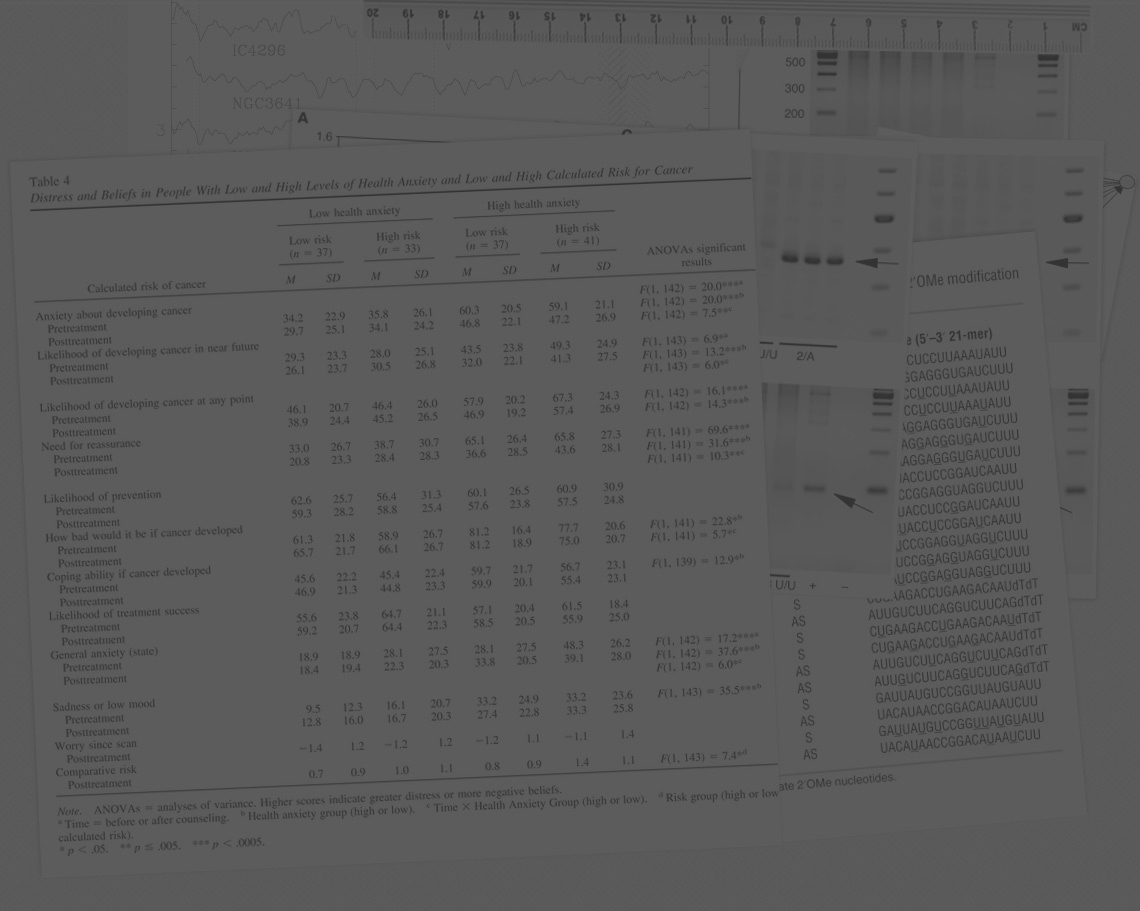 20 19 18 17 16 15 14 13 12 11 10 9 8 7 6 5 4 3 2 1 CM
IC4296
NGC3641
3
A
1.6
500
300
200
Table 4
Distress and Beliefs in People With Low and High Levels of Health Anxiety and Low and High Calculated Risk for Cancer
Low health anxiety High health anxiety
Low risk High risk Low risk High risk
(n = 37) (n = 33) (n = 37) (n = 41) ANOVAs significant
results
Calculated risk of cancer M SD M SD M SD M SD
Anxiety about developing cancer F(1, 142) = 20.0***a
Pretreatment 34.2 22.9 35.8 26.1 60.3 20.5 59.1 21.1 F(1, 142) = 20.0***b
Posttreatment 29.7 25.1 34.1 24.2 46.8 22.1 47.2 26.9 F(1, 142) = 7.5**c
Likelihood of developing cancer in near future F(1, 143) = 6.9*a
Pretreatment 29.3 23.3 28.0 25.1 43.5 23.8 49.3 24.9 F(1, 143) = 13.2***b
Posttreatment 26.1 23.7 30.5 26.8 32.0 22.1 41.3 27.5 F(1, 143) = 6.0*c
Likelihood of developing cancer at any point F(1, 142) = 16.1***a
Pretreatment 46.1 20.7 46.4 26.0 57.9 20.2 67.3 24.3 F(1, 142) = 14.3***b
Posttreatment 38.9 24.4 45.2 26.5 46.9 19.2 57.4 26.9
Need for reassurance F(1, 141) = 69.6***a
Pretreatment 33.0 26.7 38.7 30.7 65.1 26.4 65.8 27.3 F(1, 141) = 31.6***b
Posttreatment 20.8 23.3 28.4 28.3 36.6 28.5 43.6 28.1 F(1, 141) = 10.3**c
Likelihood of prevention
Pretreatment 62.6 25.7 56.4 31.3 60.1 26.5 60.9 30.9
Posttreatment 59.3 28.2 58.8 25.4 57.6 23.8 57.5 24.8
How bad would it be if cancer developed F(1, 141) = 22.8*b
Pretreatment 61.3 21.8 58.9 26.7 81.2 16.4 77.7 20.6 F(1, 141) = 5.7*c
Posttreatment 65.7 21.7 66.1 26.7 81.2 18.9 75.0 20.7
Coping ability if cancer developed F(1, 139) = 12.9*b
Pretreatment 45.6 22.2 45.4 22.4 59.7 21.7 56.7 23.1
Posttreatment 46.9 21.3 44.8 23.3 59.9 20.1 55.4 23.1
Likelihood of treatment success
Pretreatment 55.6 23.8 64.7 21.1 57.1 20.4 61.5 18.4
Posttreatment 59.2 20.7 64.4 22.3 58.5 20.5 55.9 25.0
General anxiety (state) F(1, 142) = 17.2***a
Pretreatment 18.9 18.9 28.1 27.5 28.1 27.5 48.3 26.2 F(1, 142) = 37.6***b
Posttreatment 18.4 19.4 22.3 20.3 33.8 20.5 39.1 28.0 F(1, 142) = 6.0*c
Sadness or low mood F(1, 143) = 35.5***b
Pretreatment 9.5 12.3 16.1 20.7 33.2 24.9 33.2 23.6
Posttreatment 12.8 16.0 16.7 20.3 27.4 22.8 33.3 25.8
Worry since scan
Posttreatment −1.4 1.2 −1.2 1.2 −1.2 1.1 −1.1 1.4
Comparative risk
Posttreatment 0.7 0.9 1.0 1.1 0.8 0.9 1.4 1.1 F(1, 143) = 7.4*d
Note. ANOVAs = analyses of variance. Higher scores indicate greater distress or more negative beliefs.
a Time = before or after counseling. b Health anxiety group (high or low). c Time × Health Anxiety Group (high or low). d Risk group (high or low
calculated risk).
* p < .05. ** p ≤ .005. *** p < .0005.
U/U 2/A
U/U + −
2'OMe modification
(5'–3' 21-mer)
CUCCUUAAAUAUU
GGAGGGUGAUCUUU
CCUCCUUAAAUAUU
AGGAGGGUGAUCUUU
AGGAGGGUGAUCUUU
AGGAGGGUGAUCUUU
ACCUCCGGAUCAAUU
CCGGAGGUAGGUCUUU
UACCUCCGGAUCAAUU
UACCUCCGGAUCAAUU
UCCGGAGGUAGGUCUUU
UCCGGAGGUAGGUCUUU
UCCGGAGGUAGGUCUUU
AAGACCUGAAGACAAUdTdT
S AUUGUCUUCAGGUCUUCAGdTdT
AS CUGAAGACCUGAAGACAAUdTdT
S CUGAAGACCUGAAGACAAUdTdT
S AUUGUCUUCAGGUCUUCAGdTdT
AS AUUGUCUUCAGGUCUUCAGdTdT
AS GAUUAUGUCCGGUUAUGUAUU
S UACAUAACCGGACAUAAUCUU
AS GAUUAUGUCCGGUUAUGUAUU
S UACAUAACCGGACAUAAUCUU
AS
ate 2'OMe nucleotides.